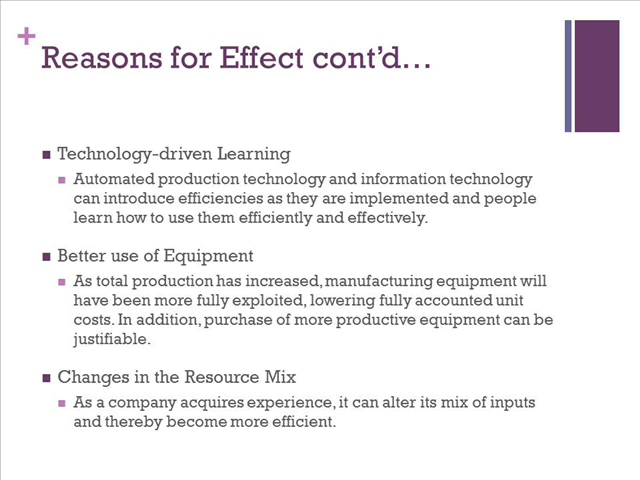 +
Reasons for Effect cont’d…
■ Technology-driven Learning
■ Automated production technology and information technology
can introduce efficiencies as they are implemented and people
learn how to use them efficiently and effectively.
■ Better use of Equipment
■ As total production has increased, manufacturing equipment will
have been more fully exploited, lowering fully accounted unit
costs. In addition, purchase of more productive equipment can be
justifiable.
■ Changes in the Resource Mix
■ As a company acquires experience, it can alter its mix of inputs
and thereby become more efficient.